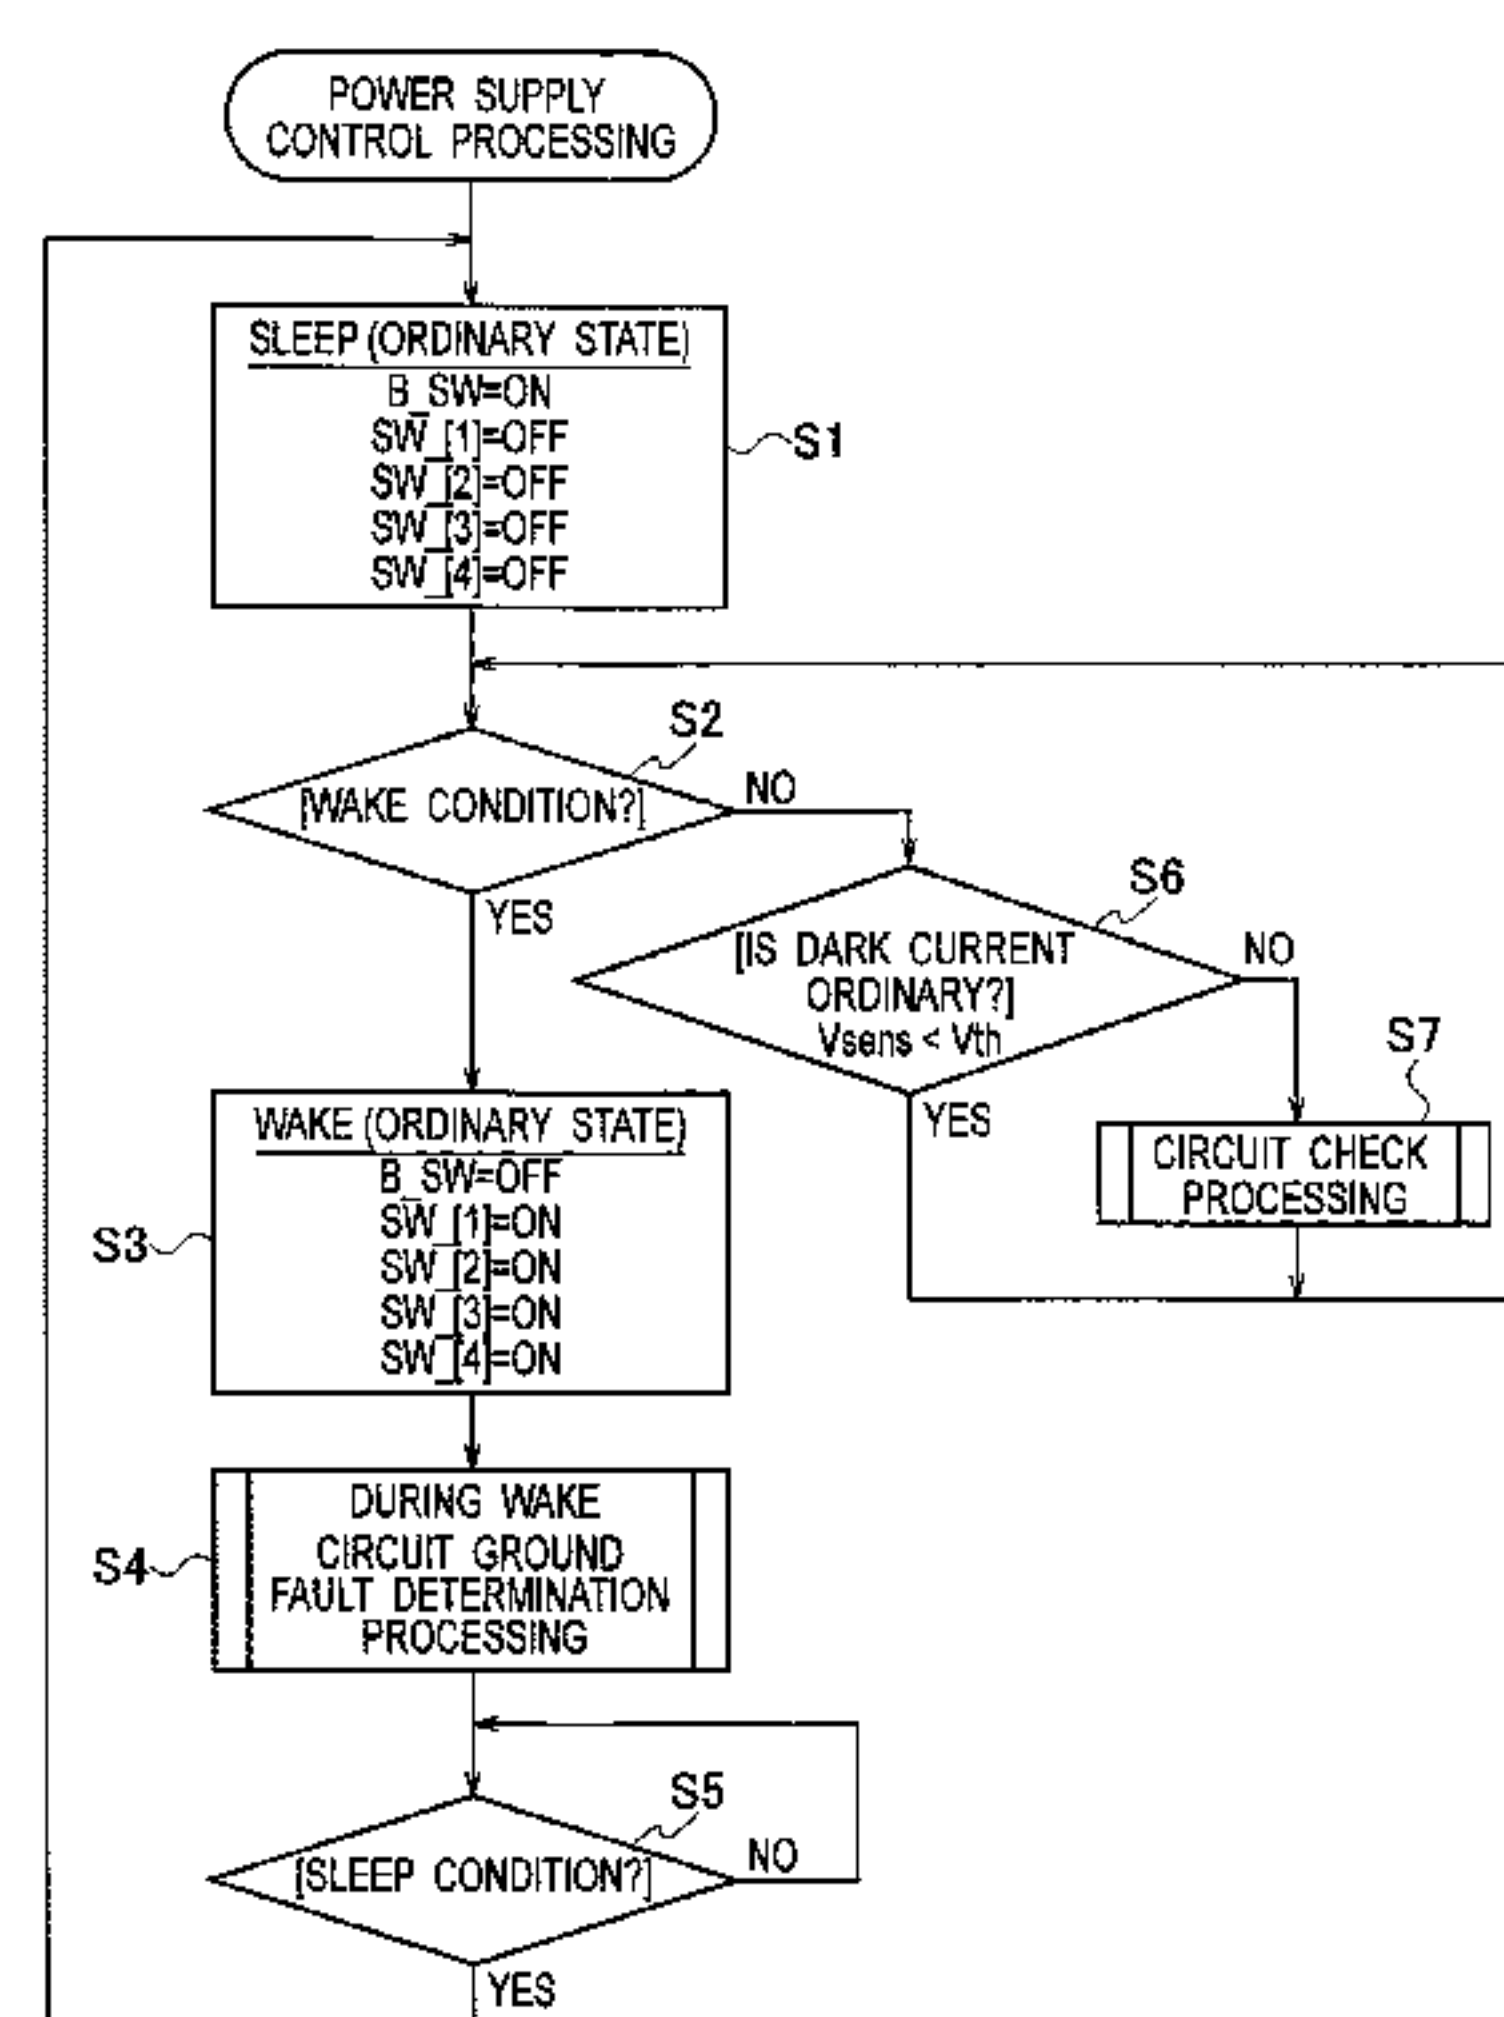 POWER SUPPLY
CONTROL PROCESSING
SLEEP (ORDINARY STATE)
B_SW=ON
SW_[1]=OFF
SW_[2]=OFF
SW_[3]=OFF
SW_[4]=OFF
S1
S2
[WAKE CONDITION?]
NO
YES
S6
[IS DARK CURRENT
ORDINARY?]
Vsens < Vth
NO
YES
S7
CIRCUIT CHECK
PROCESSING
WAKE (ORDINARY STATE)
B_SW=OFF
SW_[1]=ON
SW_[2]=ON
SW_[3]=ON
SW_[4]=ON
S3
DURING WAKE
CIRCUIT GROUND
FAULT DETERMINATION
PROCESSING
S4
S5
[SLEEP CONDITION?]
NO
YES